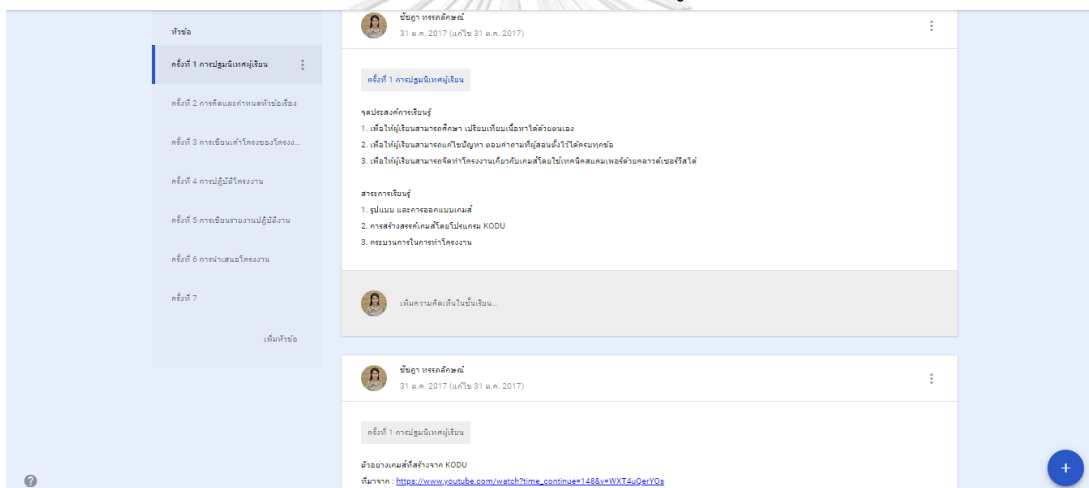 หัวข้อ
ครั้งที่ 1 การปฐมนิเทศผู้เรียน
ครั้งที่ 2 การคิดและกำหนดหัวข้อเรื่อง
ครั้งที่ 3 การเขียนเค้าโครงของโครงง...
ครั้งที่ 4 การปฏิบัติโครงงาน
ครั้งที่ 5 การเขียนรายงานปฏิบัติงาน
ครั้งที่ 6 การนำเสนอโครงงาน
ครั้งที่ 7
เพิ่มหัวข้อ
ชัชฎา พรรคลักษณ์
31 ต.ค. 2017 (แก้ไข 31 ต.ค. 2017)
ครั้งที่ 1 การปฐมนิเทศผู้เรียน
จุดประสงค์การเรียนรู้
1. เพื่อให้ผู้เรียนสามารถศึกษา เปรียบเทียบเนื้อหาได้ด้วยตนเอง
2. เพื่อให้ผู้เรียนสามารถแก้ไขปัญหา ตอบคำถามที่ผู้สอนตั้งไว้ได้ครบทุกข้อ
3. เพื่อให้ผู้เรียนสามารถจัดทำโครงงานเกี่ยวกับเกมส์โดยใช้เทคนิคสแคมเพอร์ด้วยคลาวด์เซอร์วิสได้
สาระการเรียนรู้
1. รูปแบบ และการออกแบบเกมส์
2. การสร้างสรรค์เกมส์โดยโปรแกรม KODU
3. กระบวนการในการทำโครงงาน
เพิ่มความคิดเห็นในชั้นเรียน...
ชัชฎา พรรคลักษณ์
31 ต.ค. 2017 (แก้ไข 31 ต.ค. 2017)
ครั้งที่ 1 การปฐมนิเทศผู้เรียน
ตัวอย่างเกมส์ที่สร้างจาก KODU
ที่มาจาก : https://www.youtube.com/watch?time_continue=148&v=WXT4uQerYOs